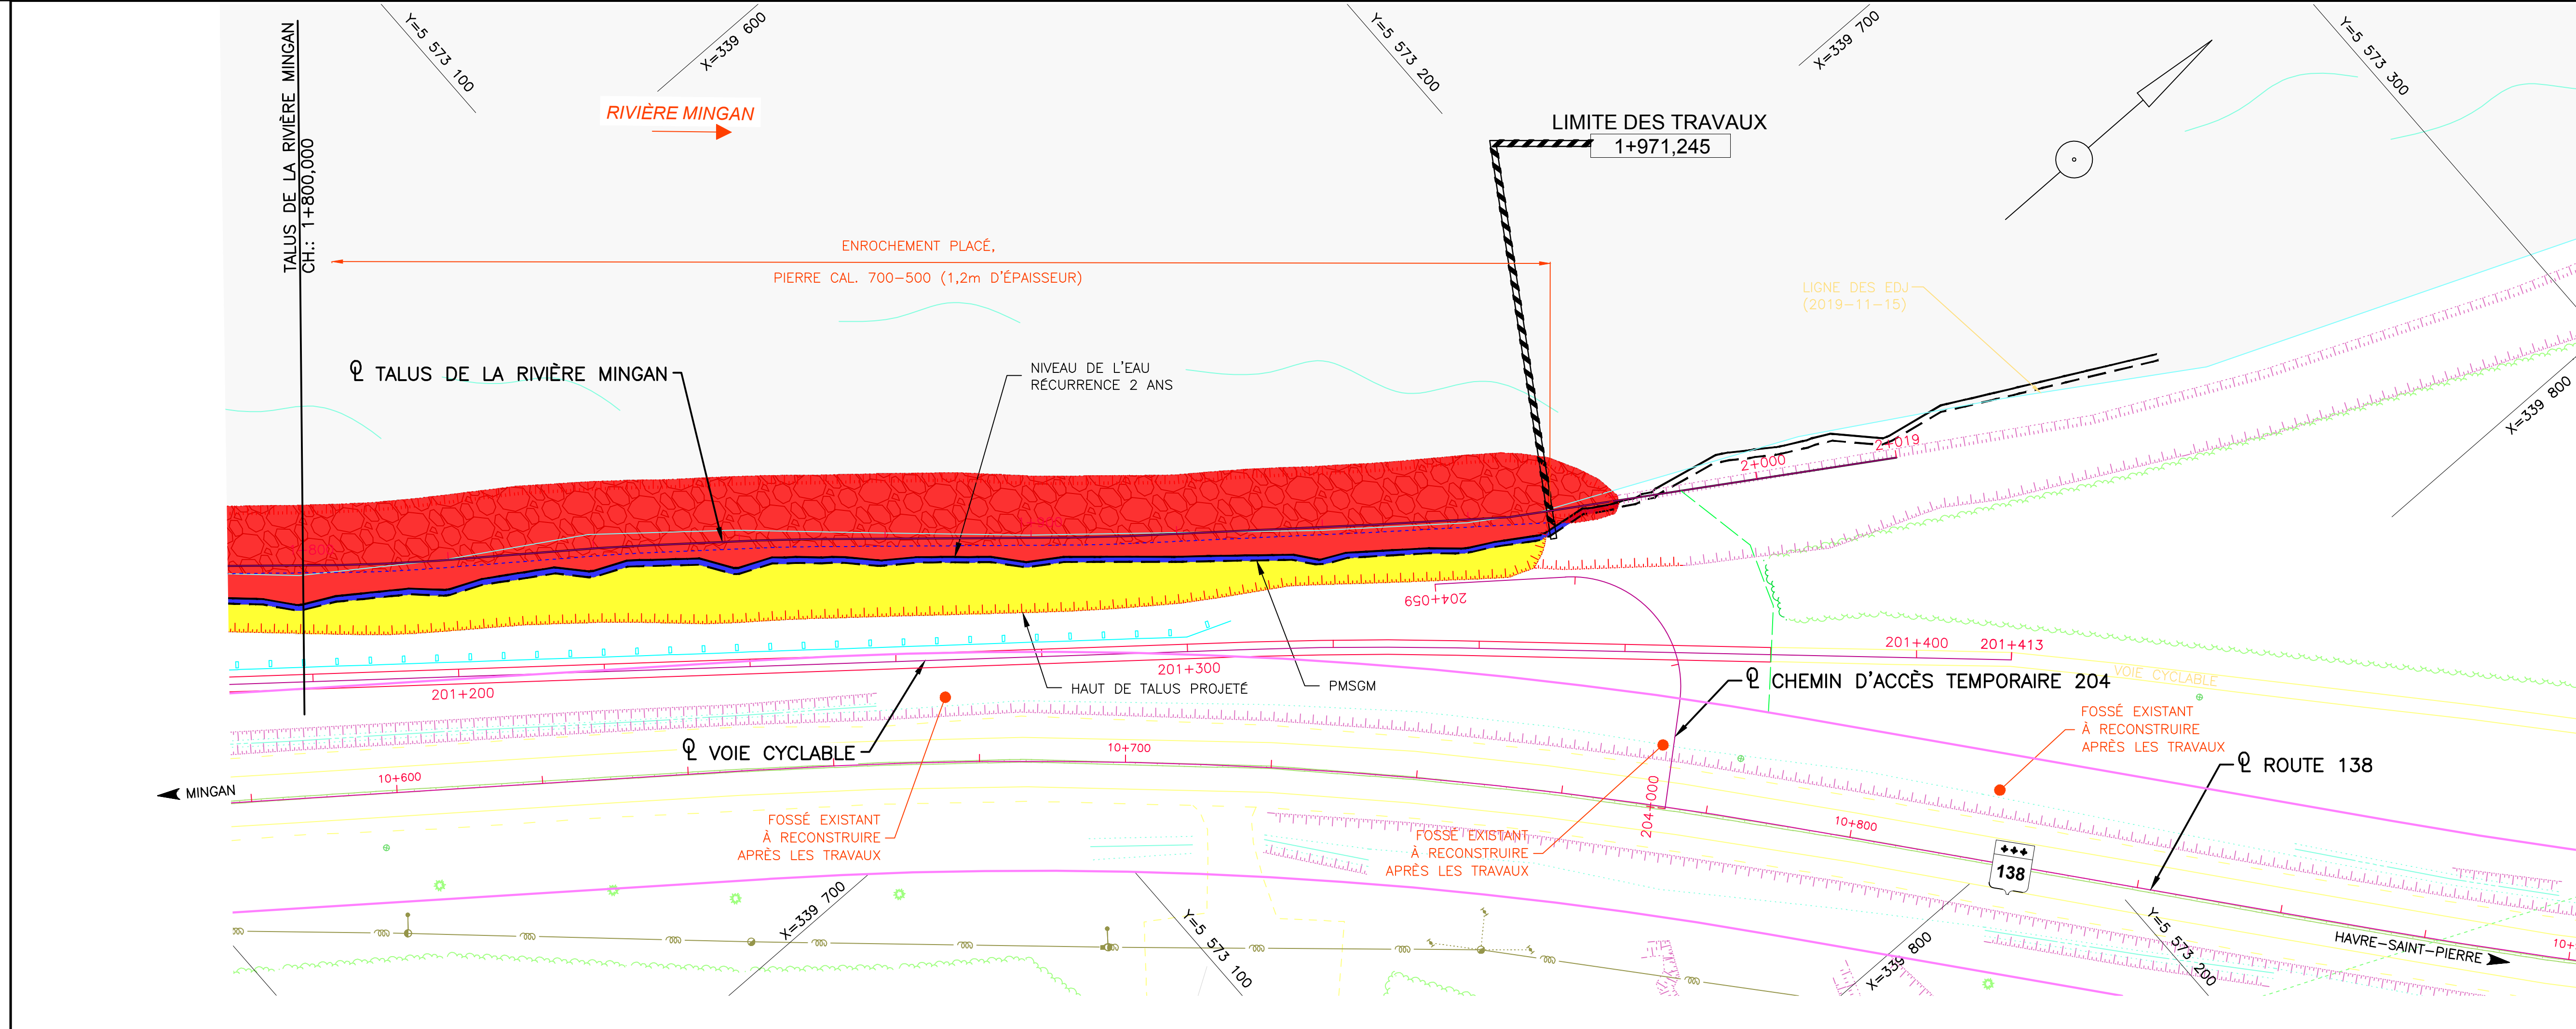 Y=5 573 100
X=339 600
Y=5 573 200
X=339 700
Y=5 573 300
TALUS DE LA RIVIÈRE MINGAN
CH.: 1+800,000
RIVIÈRE MINGAN
LIMITE DES TRAVAUX
1+971,245
ENROCHEMENT PLACÉ,
PIERRE CAL. 700-500 (1,2m D'ÉPAISSEUR)
LIGNE DES EDJ
(2019-11-15)
TALUS DE LA RIVIÈRE MINGAN
NIVEAU DE L'EAU
RÉCURRENCE 2 ANS
X=339 800
2+019
2+000
204+059
201+200
201+300
201+400
201+413
HAUT DE TALUS PROJETÉ
PMSGM
CHEMIN D'ACCÈS TEMPORAIRE 204
VOIE CYCLABLE
VOIE CYCLABLE
FOSSÉ EXISTANT
À RECONSTRUIRE
APRÈS LES TRAVAUX
ROUTE 138
MINGAN
10+600
10+700
204+000
10+800
FOSSÉ EXISTANT
À RECONSTRUIRE
APRÈS LES TRAVAUX
FOSSÉ EXISTANT
À RECONSTRUIRE
APRÈS LES TRAVAUX
138
X=339 700
Y=5 573 100
X=339 800
Y=5 573 200
HAVRE-SAINT-PIERRE